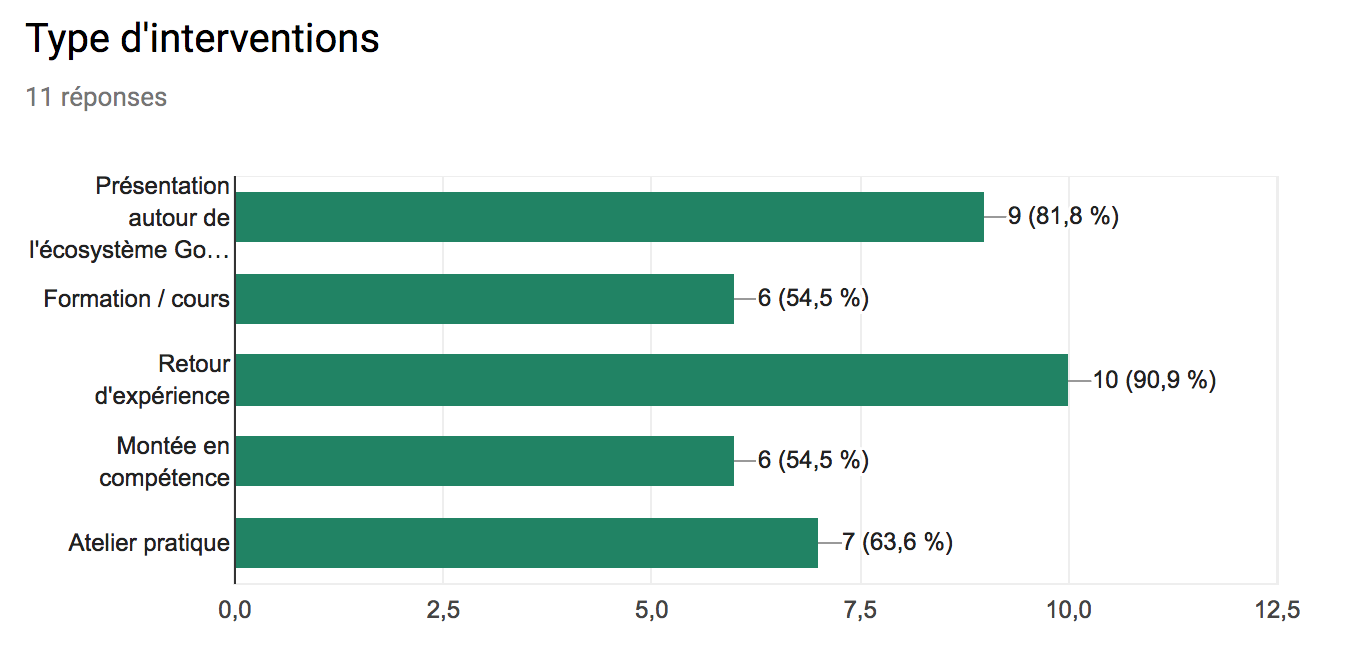 Type d'interventions
11 réponses
Présentation
autour de
l'écosystème Go…
9 (81,8 %)
Formation / cours
6 (54,5 %)
Retour
d'expérience
10 (90,9 %)
Montée en
compétence
6 (54,5 %)
Atelier pratique
7 (63,6 %)
0,0 2,5 5,0 7,5 10,0 12,5